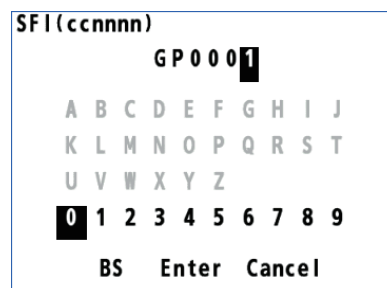 SFI(ccnnnn)
GP0001
A B C D E F G H I J
K L M N O P Q R S T
U V W X Y Z
0 1 2 3 4 5 6 7 8 9
BS Enter Cancel